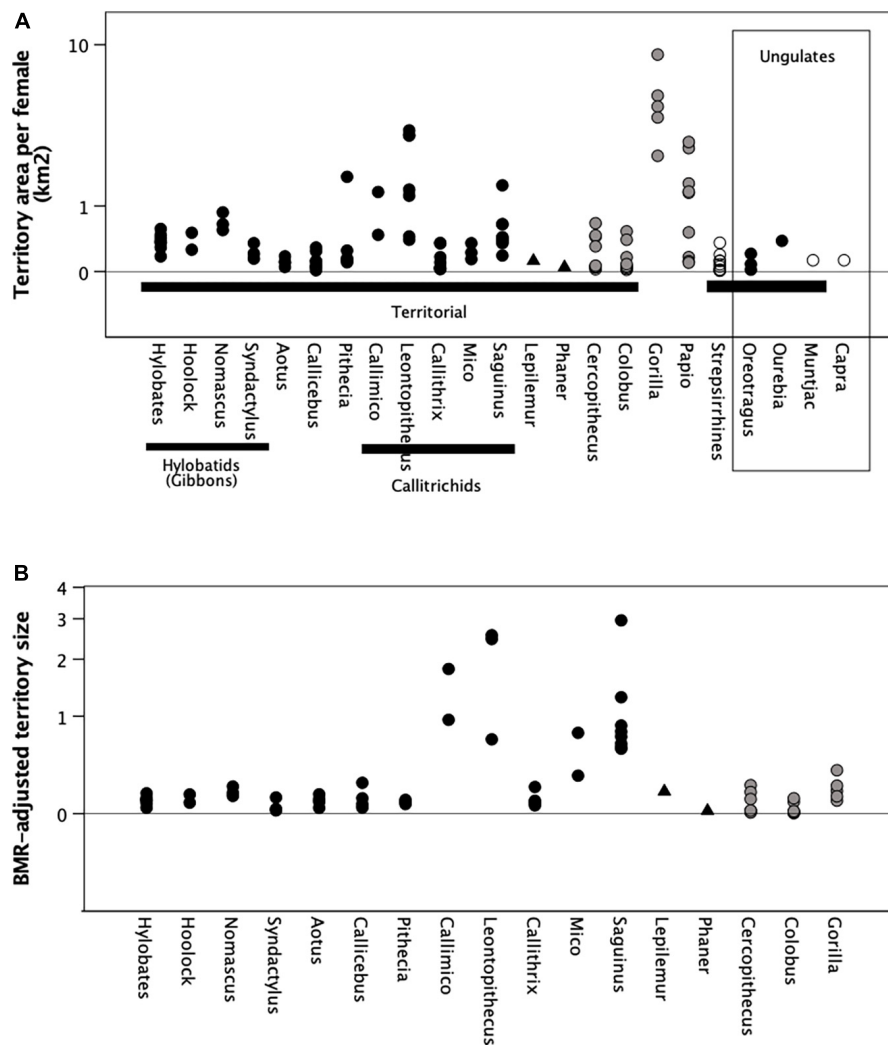 A
Territory area per female
(km2)
10
1
0
Ungulates
Territorial
Hylobates
Hoolock
Nomascus
Syndactylus
Aotus
Callicebus
Pithecia
Callimico
Leontopithecus
Callithrix
Mico
Saguinus
Lepilemur
Phaner
Cercopithecus
Colobus
Gorilla
Papio
Strepsirrhines
Oreotragus
Ourebia
Muntjac
Capra
Hylobatids
(Gibbons)
Callitrichids
B
BMR-adjusted territory size
4
3
2
1
0
Hylobates
Hoolock
Nomascus
Syndactylus
Aotus
Callicebus
Pithecia
Callimico
Leontopithecus
Callithrix
Mico
Saguinus
Lepilemur
Phaner
Cercopithecus
Colobus
Gorilla